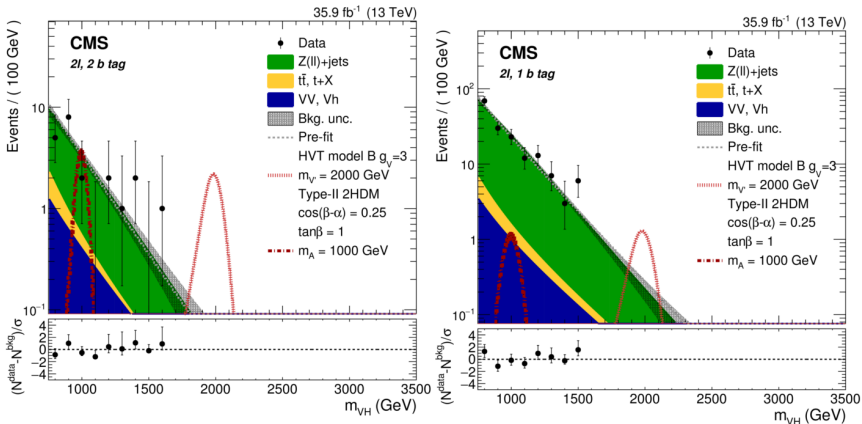 35.9 fb⁻¹ (13 TeV)
CMS
2l, 2 b tag
Data
Z(ll)+jets
tt̄, t+X
VV, Vh
Bkg. unc.
Pre-fit
HVT model B g_V=3
m_V' = 2000 GeV
Type-II 2HDM
cos(β-α) = 0.25
tanβ = 1
m_A = 1000 GeV
Events / ( 100 GeV )
10²
10
1
10⁻¹
(N^data-N^bkg)/σ
4
2
0
−2
−4
1000 1500 2000 2500 3000 3500
m_VH (GeV)
35.9 fb⁻¹ (13 TeV)
CMS
2l, 1 b tag
Data
Z(ll)+jets
tt̄, t+X
VV, Vh
Bkg. unc.
Pre-fit
HVT model B g_V=3
m_V' = 2000 GeV
Type-II 2HDM
cos(β-α) = 0.25
tanβ = 1
m_A = 1000 GeV
Events / ( 100 GeV )
10²
10
1
10⁻¹
(N^data-N^bkg)/σ
4
2
0
−2
−4
1000 1500 2000 2500 3000 3500
m_VH (GeV)